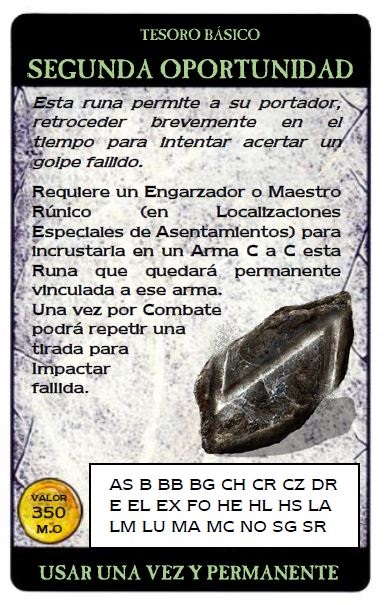 TESORO BÁSICO
SEGUNDA OPORTUNIDAD
Esta runa permite a su portador,
retroceder brevemente en el
tiempo para intentar acertar un
golpe fallido.
Requiere un Engarzador o Maestro
Rúnico (en Localizaciones
Especiales de Asentamientos) para
incrustarla en un Arma C a C esta
Runa que quedará permanente
vinculada a ese arma.
Una vez por Combate
podrá repetir una
tirada para
impactar
fallida.
VALOR
350
M.O
AS B BB BG CH CR CZ DR
E EL EX FO HE HL HS LA
LM LU MA MC NO SG SR
USAR UNA VEZ Y PERMANENTE